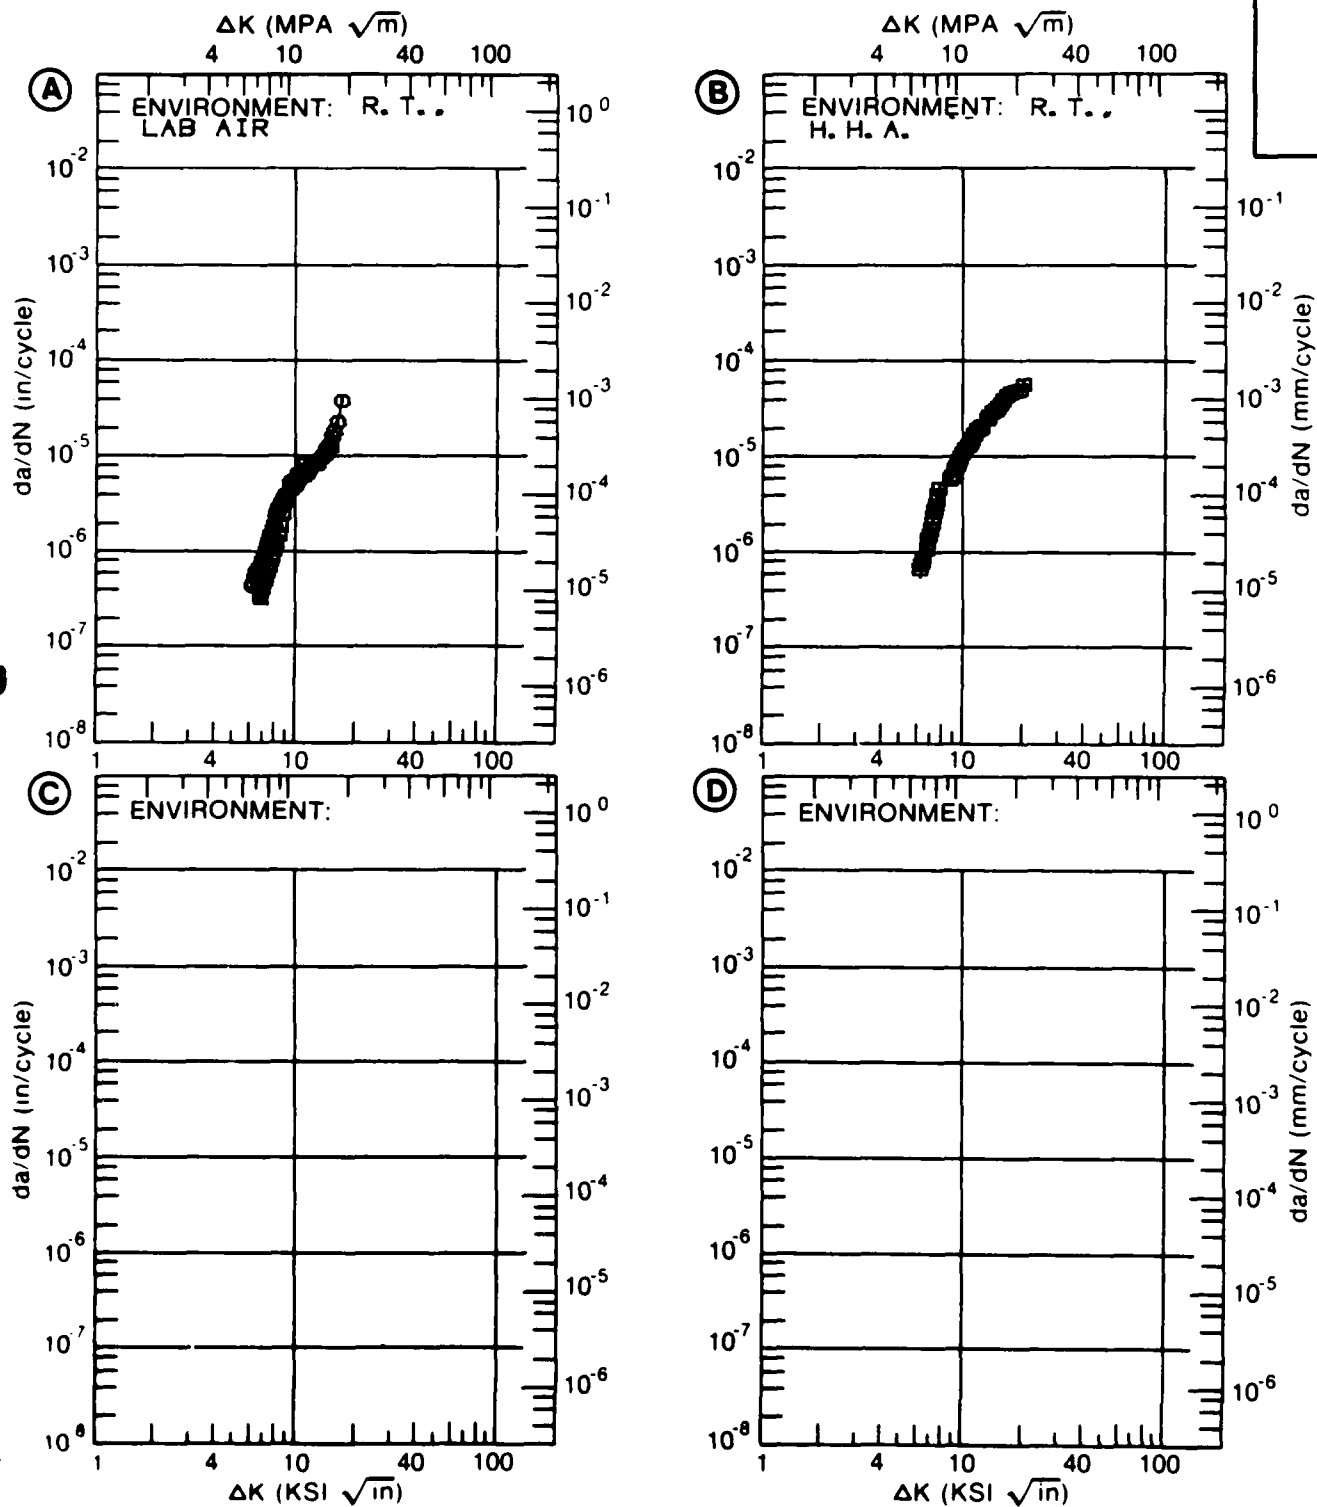 ΔK (MPA √m)
4 10 40 100
A
ENVIRONMENT: R. T. ,
LAB AIR
da/dN (in/cycle)
10-2
10-3
10-4
10-5
10-6
10-7
10-8
10 0
10-1
10-2
10-3
10-4
10-5
10-6
1 4 10 40 100
ΔK (MPA √m)
4 10 40 100
B
ENVIRONMENT: R. T. ,
H. H. A.
10-2
10-3
10-4
10-5
10-6
10-7
10-8
10-1
10-2
10-3
10-4
10-5
10-6
da/dN (mm/cycle)
1 4 10 40 100
C
ENVIRONMENT:
da/dN (in/cycle)
10-2
10-3
10-4
10-5
10-6
10-7
10-8
10 0
10-1
10-2
10-3
10-4
10-5
10-6
1 4 10 40 100
ΔK (KSI √in)
D
ENVIRONMENT:
10-2
10-3
10-4
10-5
10-6
10-7
10-8
10 0
10-1
10-2
10-3
10-4
10-5
10-6
da/dN (mm/cycle)
1 4 10 40 100
ΔK (KSI √in)